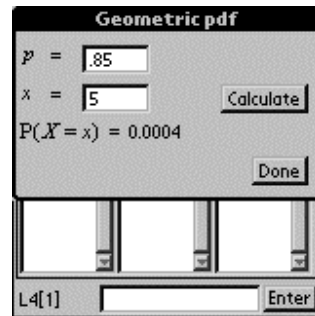 Geometric pdf
p = .85
x = 5 Calculate
P(X = x) = 0.0004
Done
L4[1] Enter